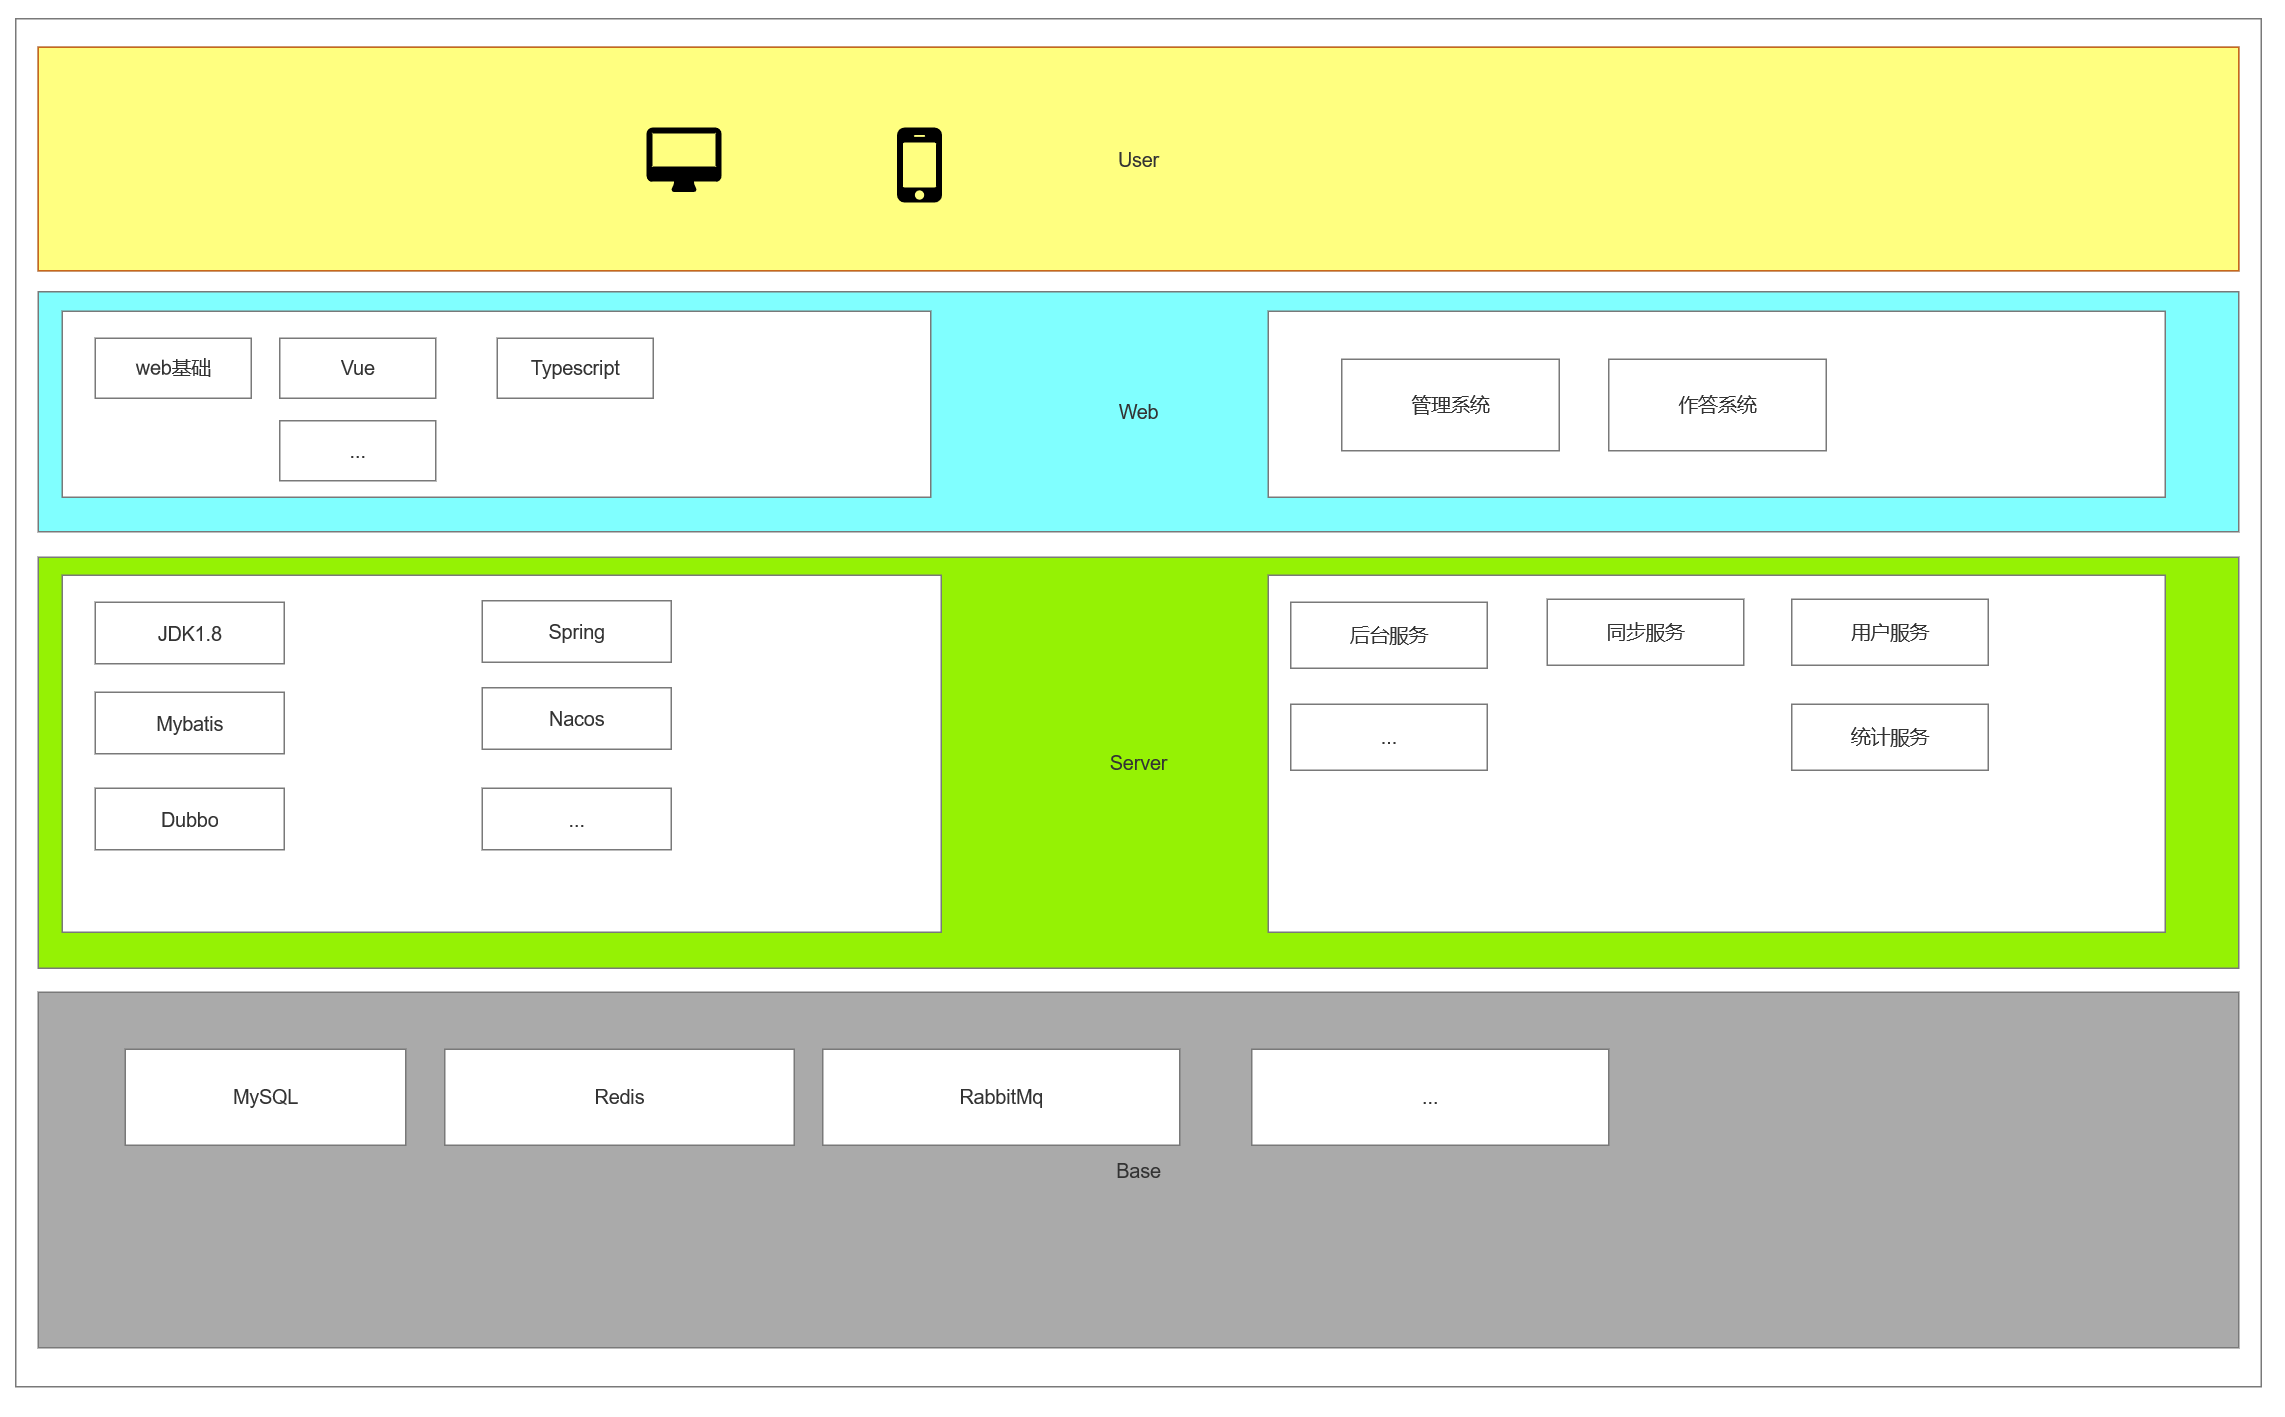 User
web基础
Vue
Typescript
...
Web
管理系统
作答系统
JDK1.8
Spring
Mybatis
Nacos
Dubbo
...
Server
后台服务
同步服务
用户服务
...
统计服务
MySQL
Redis
RabbitMq
...
Base